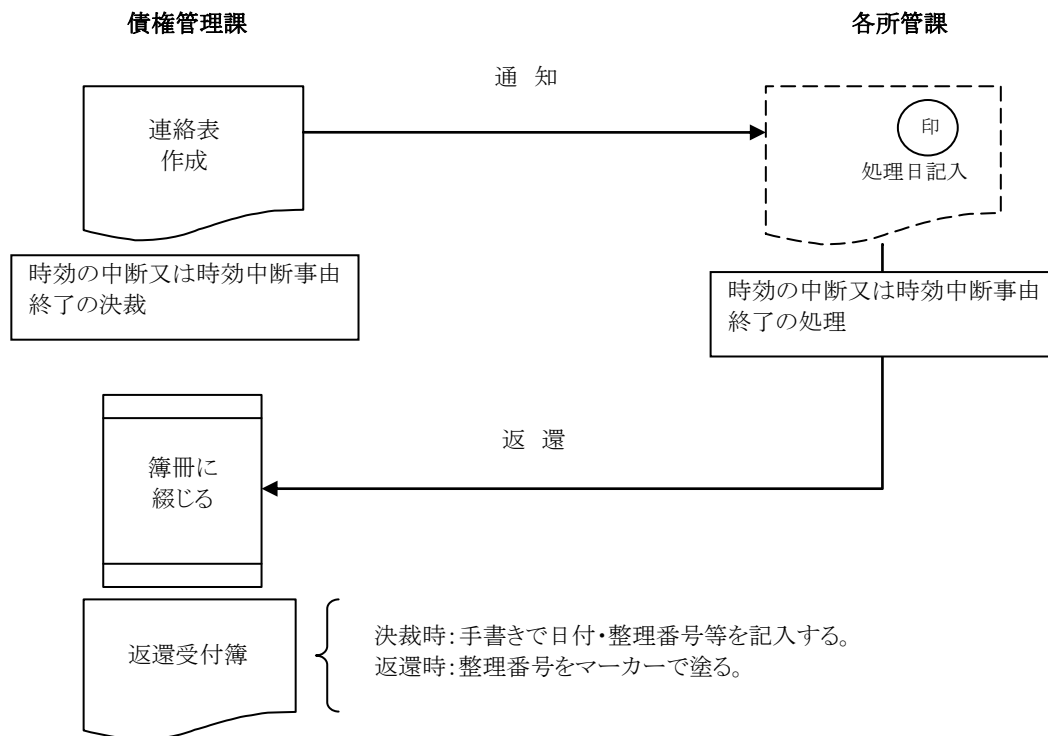 債権管理課
各所管課
通 知
連絡表
作成
印
処理日記入
時効の中断又は時効中断事由
終了の決裁
時効の中断又は時効中断事由
終了の処理
返 還
簿冊に
綴じる
返還受付簿
決裁時：手書きで日付・整理番号等を記入する。
返還時：整理番号をマーカーで塗る。